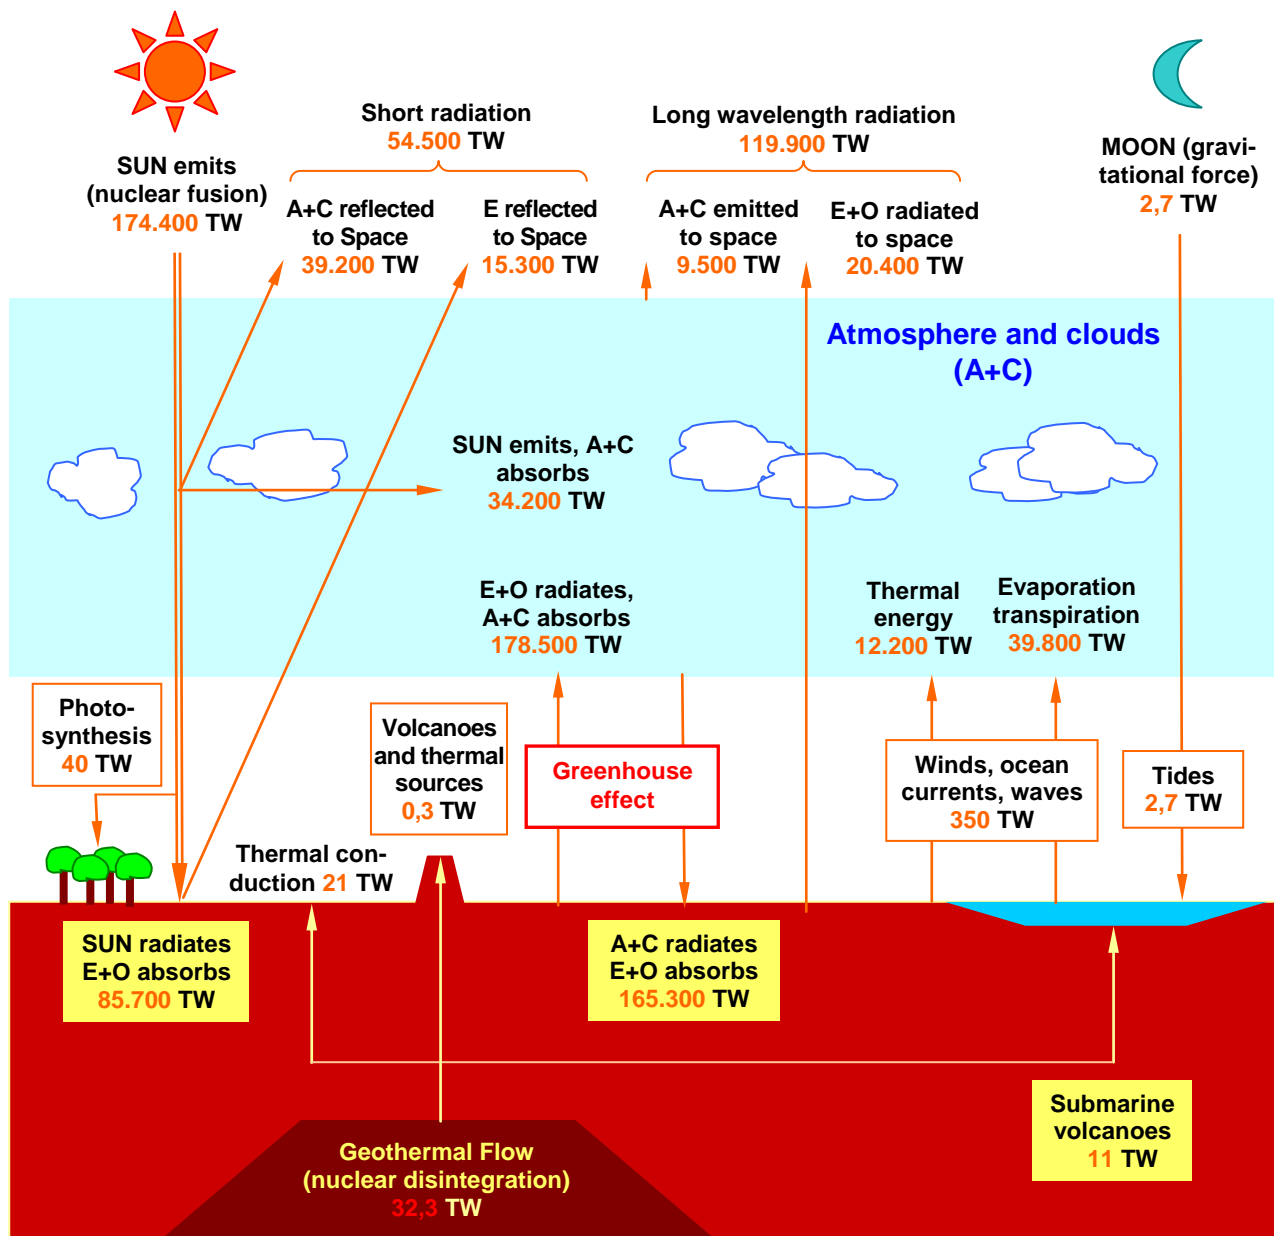 Short radiation
54.500 TW
Long wavelength radiation
119.900 TW
SUN emits
(nuclear fusion)
174.400 TW
A+C reflected
to Space
39.200 TW
E reflected
to Space
15.300 TW
A+C emitted
to space
9.500 TW
E+O radiated
to space
20.400 TW
MOON (gravi-
tational force)
2,7 TW
Atmosphere and clouds
(A+C)
SUN emits, A+C
absorbs
34.200 TW
E+O radiates,
A+C absorbs
178.500 TW
Thermal
energy
12.200 TW
Evaporation
transpiration
39.800 TW
Photo-
synthesis
40 TW
Volcanoes
and thermal
sources
0,3 TW
Greenhouse
effect
Winds, ocean
currents, waves
350 TW
Tides
2,7 TW
Thermal con-
duction 21 TW
SUN radiates
E+O absorbs
85.700 TW
A+C radiates
E+O absorbs
165.300 TW
Submarine
volcanoes
11 TW
Geothermal Flow
(nuclear disintegration)
32,3 TW